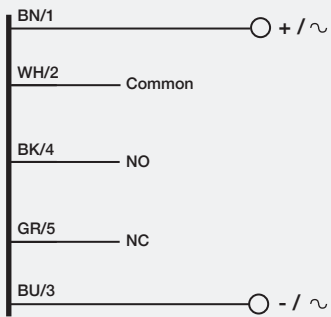 BN/1
+ / ~
WH/2
Common
BK/4
NO
GR/5
NC
BU/3
- / ~